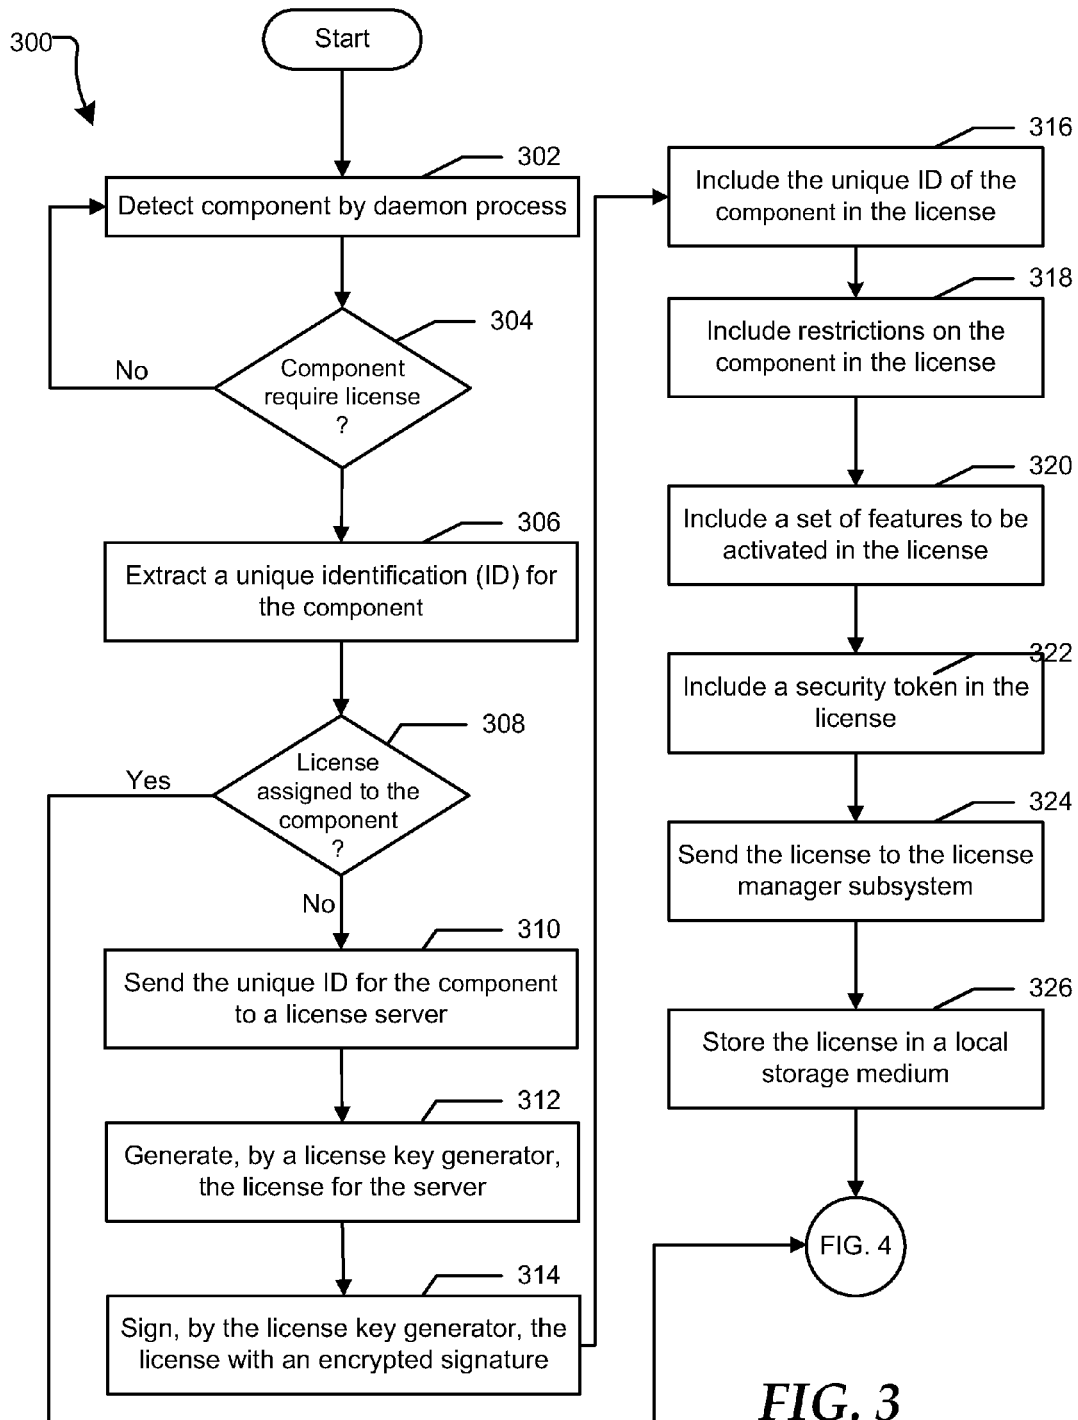 300
Start
302
Detect component by daemon process
304
Component
require license
?
No
306
Extract a unique identification (ID) for
the component
308
License
assigned to the
component
?
Yes
No
310
Send the unique ID for the component
to a license server
312
Generate, by a license key generator,
the license for the server
314
Sign, by the license key generator, the
license with an encrypted signature
316
Include the unique ID of the
component in the license
318
Include restrictions on the
component in the license
320
Include a set of features to be
activated in the license
322
Include a security token in the
license
324
Send the license to the license
manager subsystem
326
Store the license in a local
storage medium
FIG. 4
FIG. 3